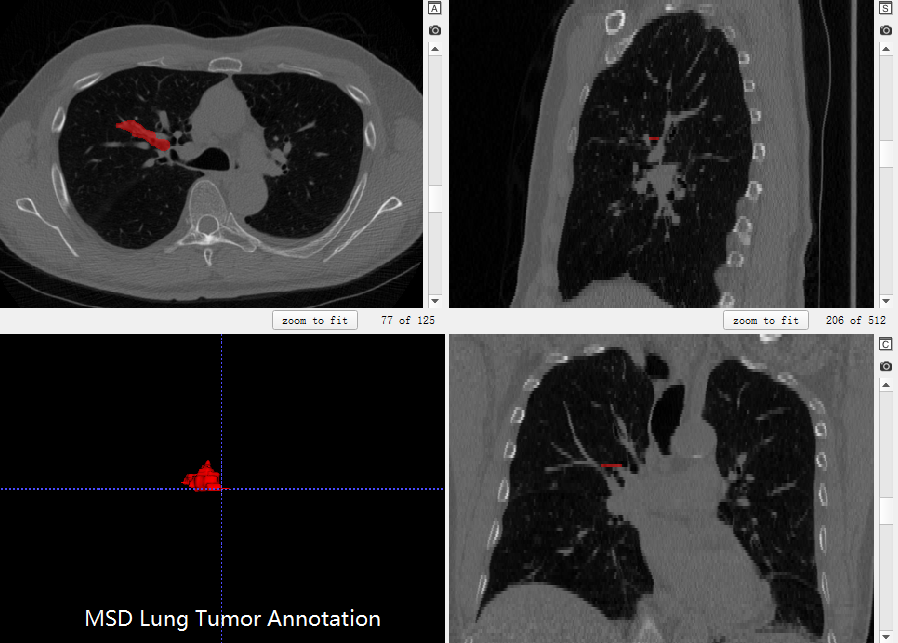 A
S
zoom to fit 77 of 125
zoom to fit 206 of 512
C
MSD Lung Tumor Annotation